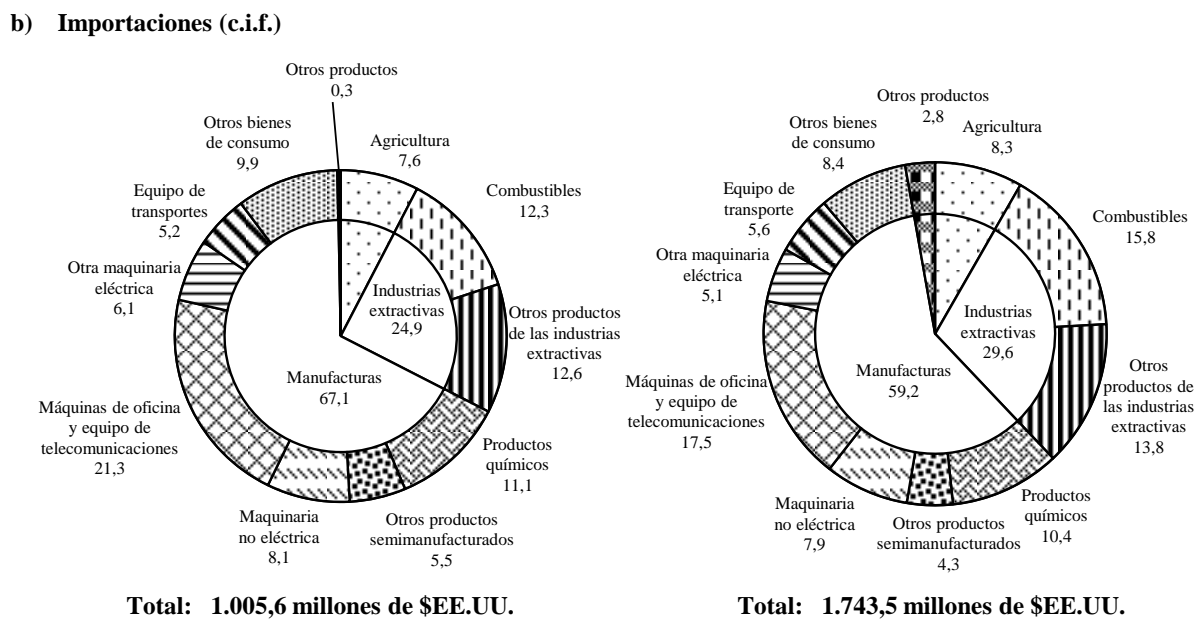 b) Importaciones (c.i.f.)
Otros productos
0,3
Agricultura
7,6
Combustibles
12,3
Otros productos
de las industrias
extractivas
12,6
Productos
químicos
11,1
Otros productos
semimanufacturados
5,5
Maquinaria
no eléctrica
8,1
Máquinas de oficina
y equipo de
telecomunicaciones
21,3
Otra maquinaria
eléctrica
6,1
Equipo de
transportes
5,2
Otros bienes
de consumo
9,9
Industrias
extractivas
24,9
Manufacturas
67,1
Total: 1.005,6 millones de $EE.UU.
Otros productos
2,8
Agricultura
8,3
Combustibles
15,8
Otros
productos de
las industrias
extractivas
13,8
Productos
químicos
10,4
Otros productos
semimanufacturados
4,3
Maquinaria
no eléctrica
7,9
Máquinas de oficina
y equipo de
telecomunicaciones
17,5
Otra maquinaria
eléctrica
5,1
Equipo de
transporte
5,6
Otros bienes
de consumo
8,4
Industrias
extractivas
29,6
Manufacturas
59,2
Total: 1.743,5 millones de $EE.UU.